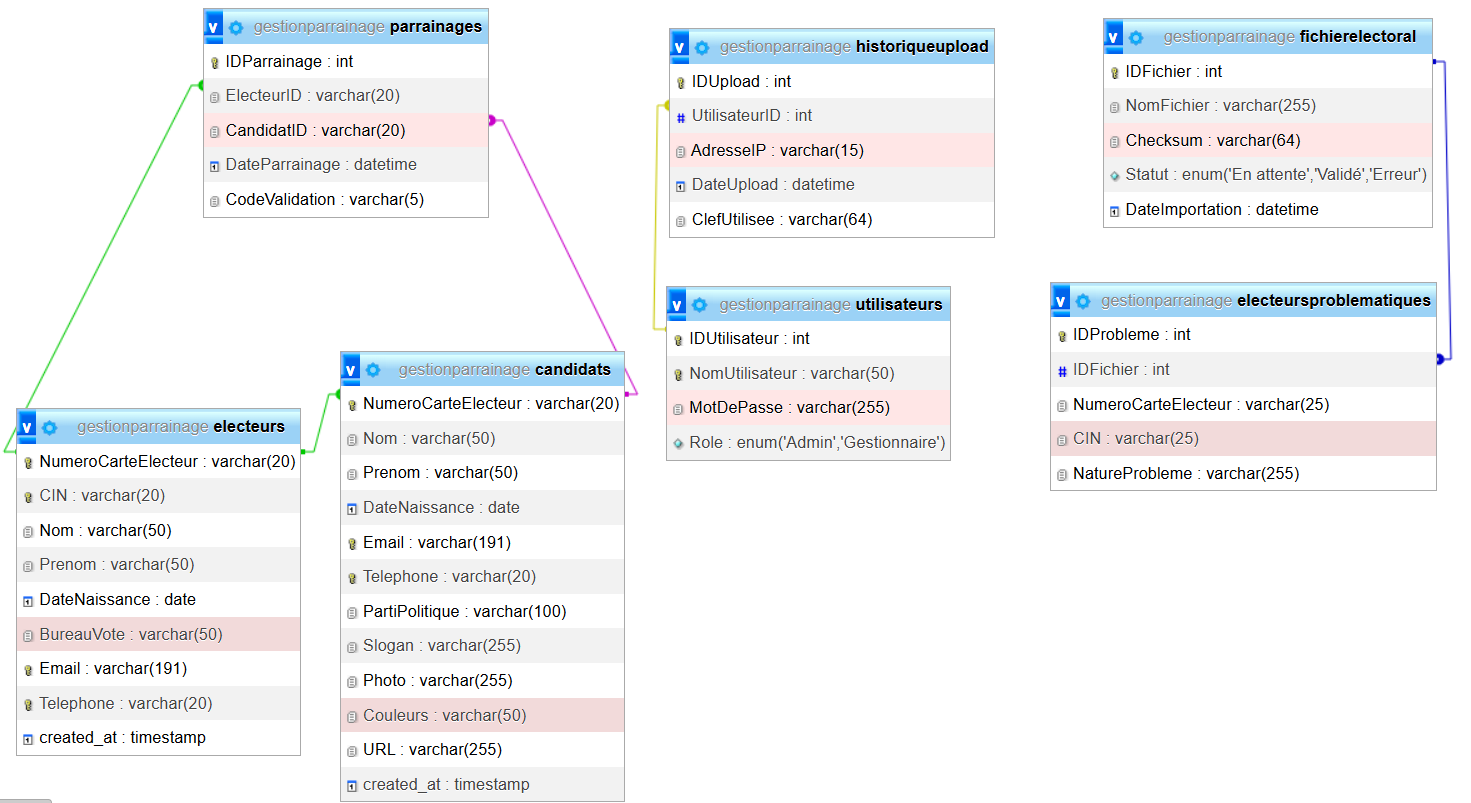 v gestionparrainage parrainages
IDParrainage : int
ElecteurID : varchar(20)
CandidatID : varchar(20)
DateParrainage : datetime
CodeValidation : varchar(5)
v gestionparrainage historiqueupload
IDUpload : int
# UtilisateurID : int
AdresseIP : varchar(15)
DateUpload : datetime
ClefUtilisee : varchar(64)
v gestionparrainage fichierelectoral
IDFichier : int
NomFichier : varchar(255)
Checksum : varchar(64)
Statut : enum('En attente','Validé','Erreur')
DateImportation : datetime
v gestionparrainage utilisateurs
IDUtilisateur : int
NomUtilisateur : varchar(50)
MotDePasse : varchar(255)
Role : enum('Admin','Gestionnaire')
v gestionparrainage electeursproblematiques
IDProbleme : int
# IDFichier : int
NumeroCarteElecteur : varchar(25)
CIN : varchar(25)
NatureProbleme : varchar(255)
v gestionparrainage electeurs
NumeroCarteElecteur : varchar(20)
CIN : varchar(20)
Nom : varchar(50)
Prenom : varchar(50)
DateNaissance : date
BureauVote : varchar(50)
Email : varchar(191)
Telephone : varchar(20)
created_at : timestamp
v gestionparrainage candidats
NumeroCarteElecteur : varchar(20)
Nom : varchar(50)
Prenom : varchar(50)
DateNaissance : date
Email : varchar(191)
Telephone : varchar(20)
PartiPolitique : varchar(100)
Slogan : varchar(255)
Photo : varchar(255)
Couleurs : varchar(50)
URL : varchar(255)
created_at : timestamp